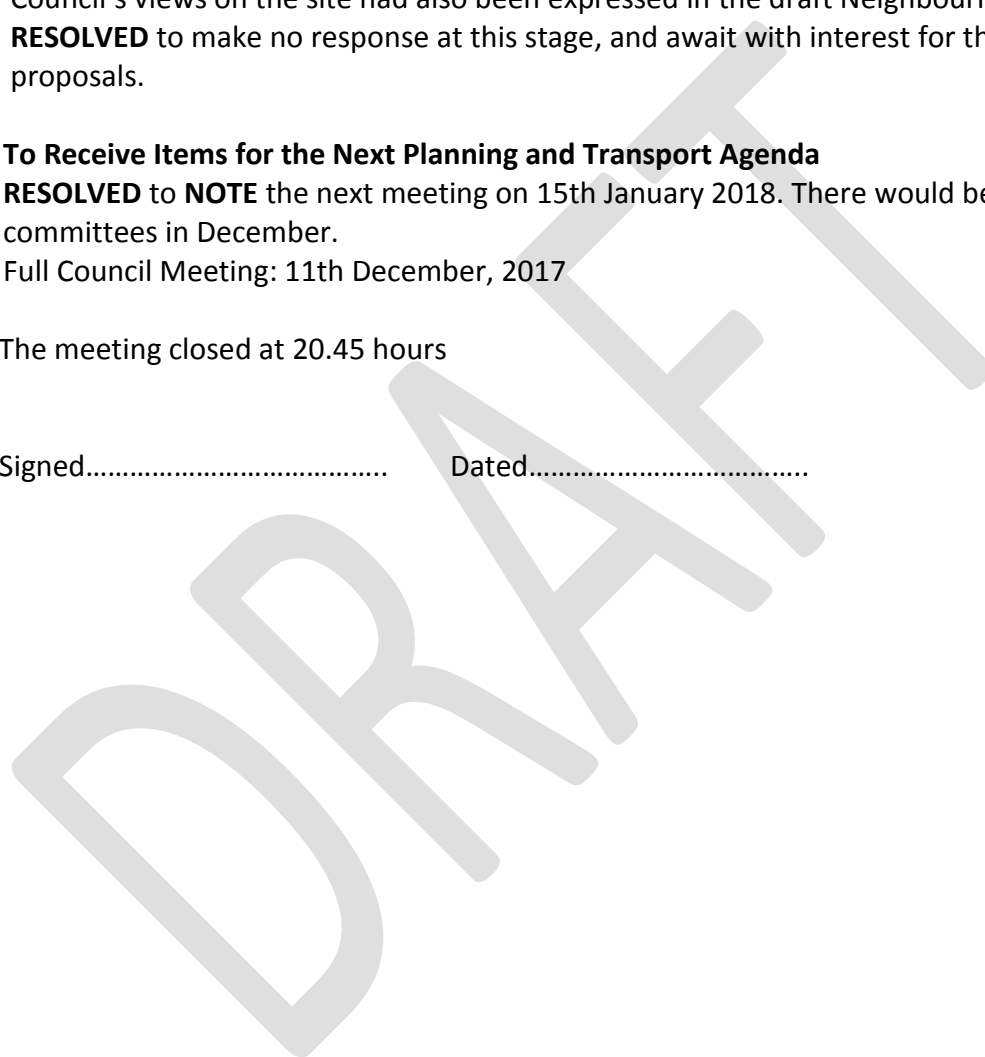 Council's views on the site had also been expressed in the draft
RESOLVED to make no response at this stage, and await with interest for
proposals.
To Receive Items for the Next Planning and Transport Agenda
RESOLVED to NOTE the next meeting on 15th January 2018. There would be
committees in December.
Full Council Meeting: 11th December, 2017
The meeting closed at 20.45 hours
Signed………………………………….. Dated………………………………..
DRAFT